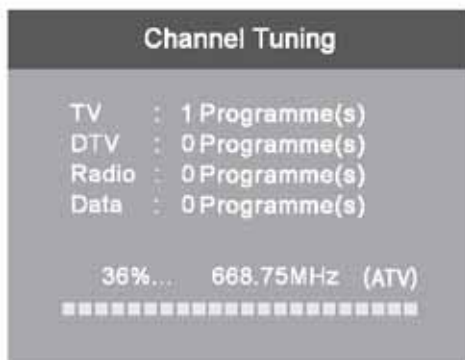 Channel Tuning
TV : 1 Programme(s)
DTV : 0 Programme(s)
Radio : 0 Programme(s)
Data : 0 Programme(s)
36%... 668.75MHz (ATV)